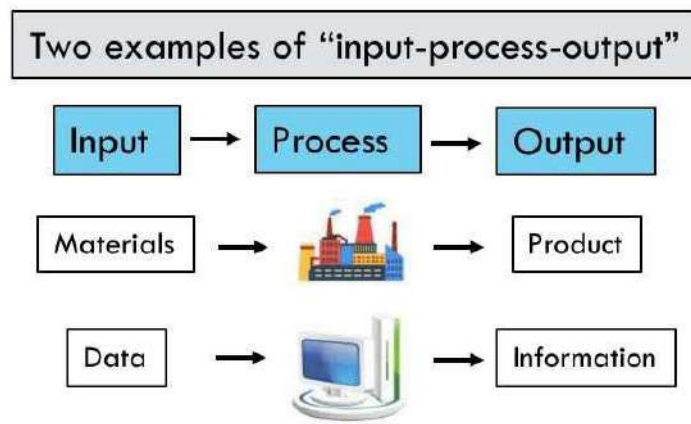 Two examples of “input-process-output”
Input Process Output
Materials Product
Data Information